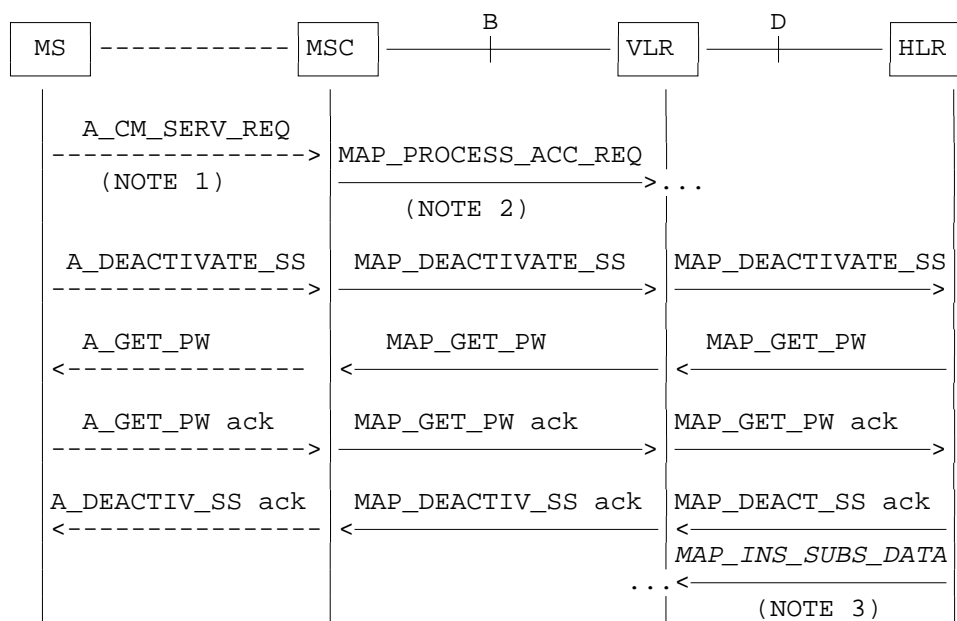 B D
MS MSC VLR HLR
A_CM_SERV_REQ
MAP_PROCESS_ACC_REQ
(NOTE 1) ...
(NOTE 2)
A_DEACTIVATE_SS MAP_DEACTIVATE_SS MAP_DEACTIVATE_SS
A_GET_PW MAP_GET_PW MAP_GET_PW
A_GET_PW ack MAP_GET_PW ack MAP_GET_PW ack
A_DEACTIV_SS ack MAP_DEACTIV_SS ack MAP_DEACT_SS ack
MAP_INS_SUBS_DATA
...
(NOTE 3)